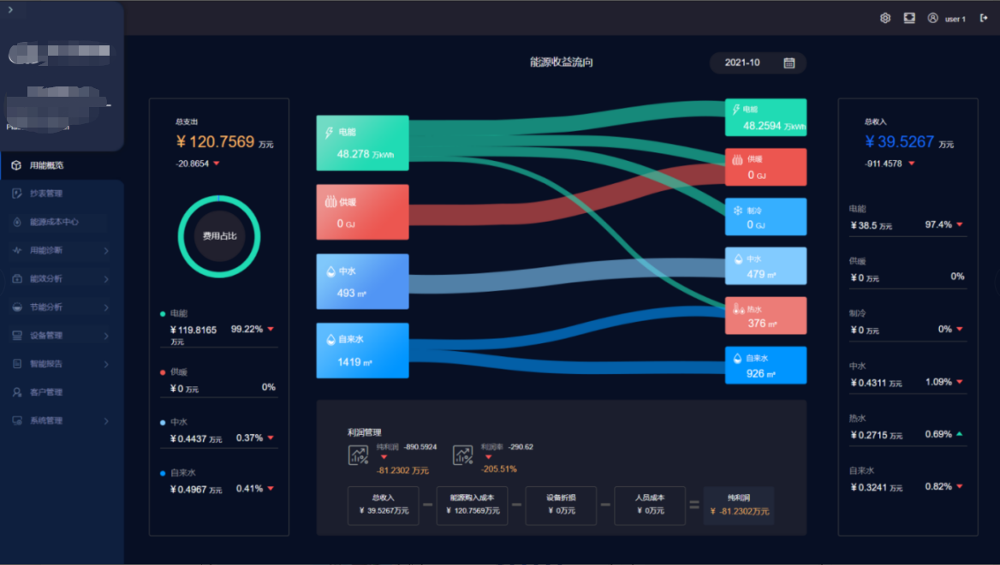 user 1
用能概览
抄表管理
能源成本中心
用能诊断
能效分析
节能分析
设备管理
智能报告
客户管理
系统管理
能源收益流向
2021-10
总支出
¥ 120.7569 万元
-20.8654
费用占比
电能
¥ 119.8165 99.22%
万元
供暖
¥ 0 万元 0%
中水
¥ 0.4437 万元 0.37%
自来水
¥ 0.4967 万元 0.41%
电能
48.278 万kWh
供暖
0 GJ
中水
493 m³
自来水
1419 m³
电能
48.2594 万kWh
供暖
0 GJ
制冷
0 GJ
中水
479 m³
热水
376 m³
自来水
926 m³
利润管理
纯利润 -890.5924
-81.2302 万元
利润率 -290.62
-205.51%
总收入
¥ 39.5267万元
能源购入成本
¥ 120.7569万元
设备折损
¥ 0万元
人员成本
¥ 0万元
纯利润
¥ -81.2302万元
总收入
¥ 39.5267 万元
-911.4578
电能
¥ 38.5 万元 97.4%
供暖
¥ 0 万元 0%
制冷
¥ 0 万元 0%
中水
¥ 0.4311 万元 1.09%
热水
¥ 0.2715 万元 0.69%
自来水
¥ 0.3241 万元 0.82%